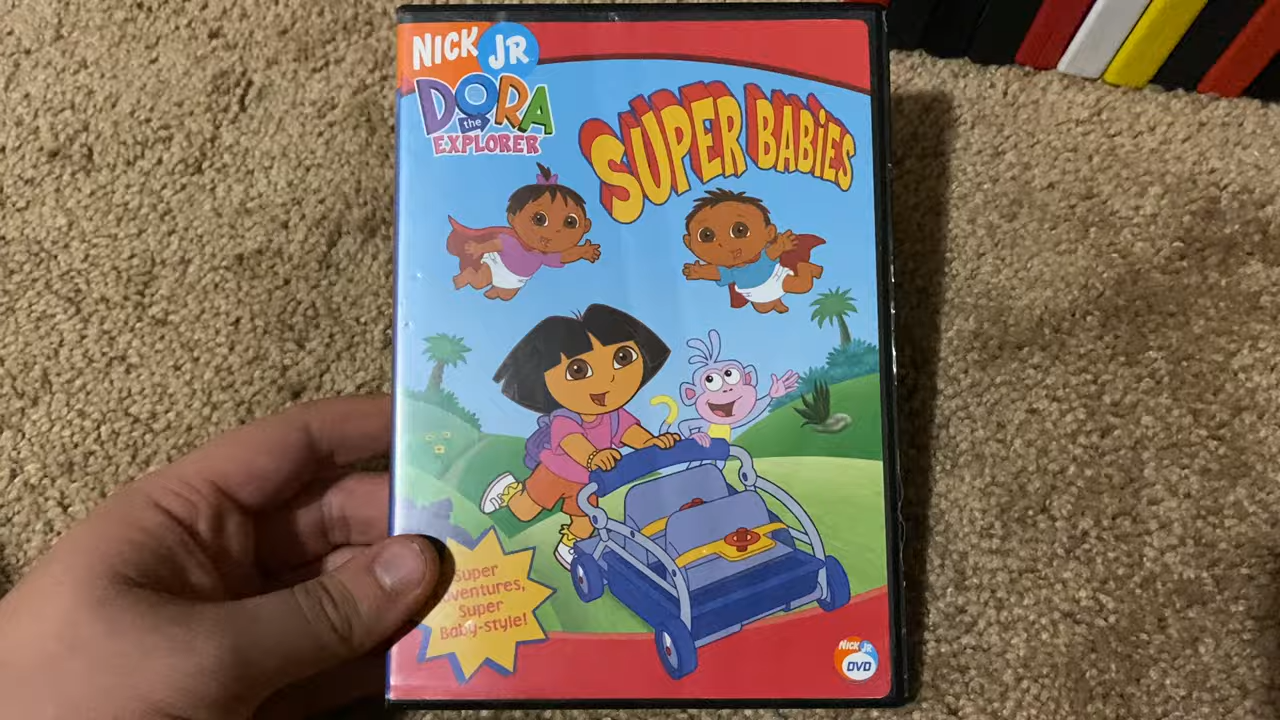 NICK JR
DORA
the
EXPLORER
SUPER BABIES
Super
ventures,
Super
Baby-style!
NICK JR
DVD